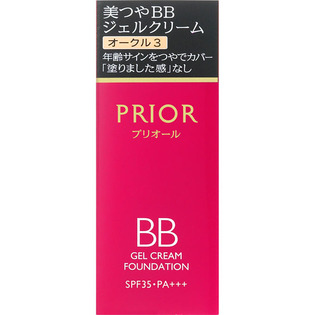 美つやBB
ジェルクリーム
オークル3
年齢サインをつやでカバー
「塗りました感」なし
PRIOR
プリオール
BB
GEL CREAM
FOUNDATION
SPF35・PA+++